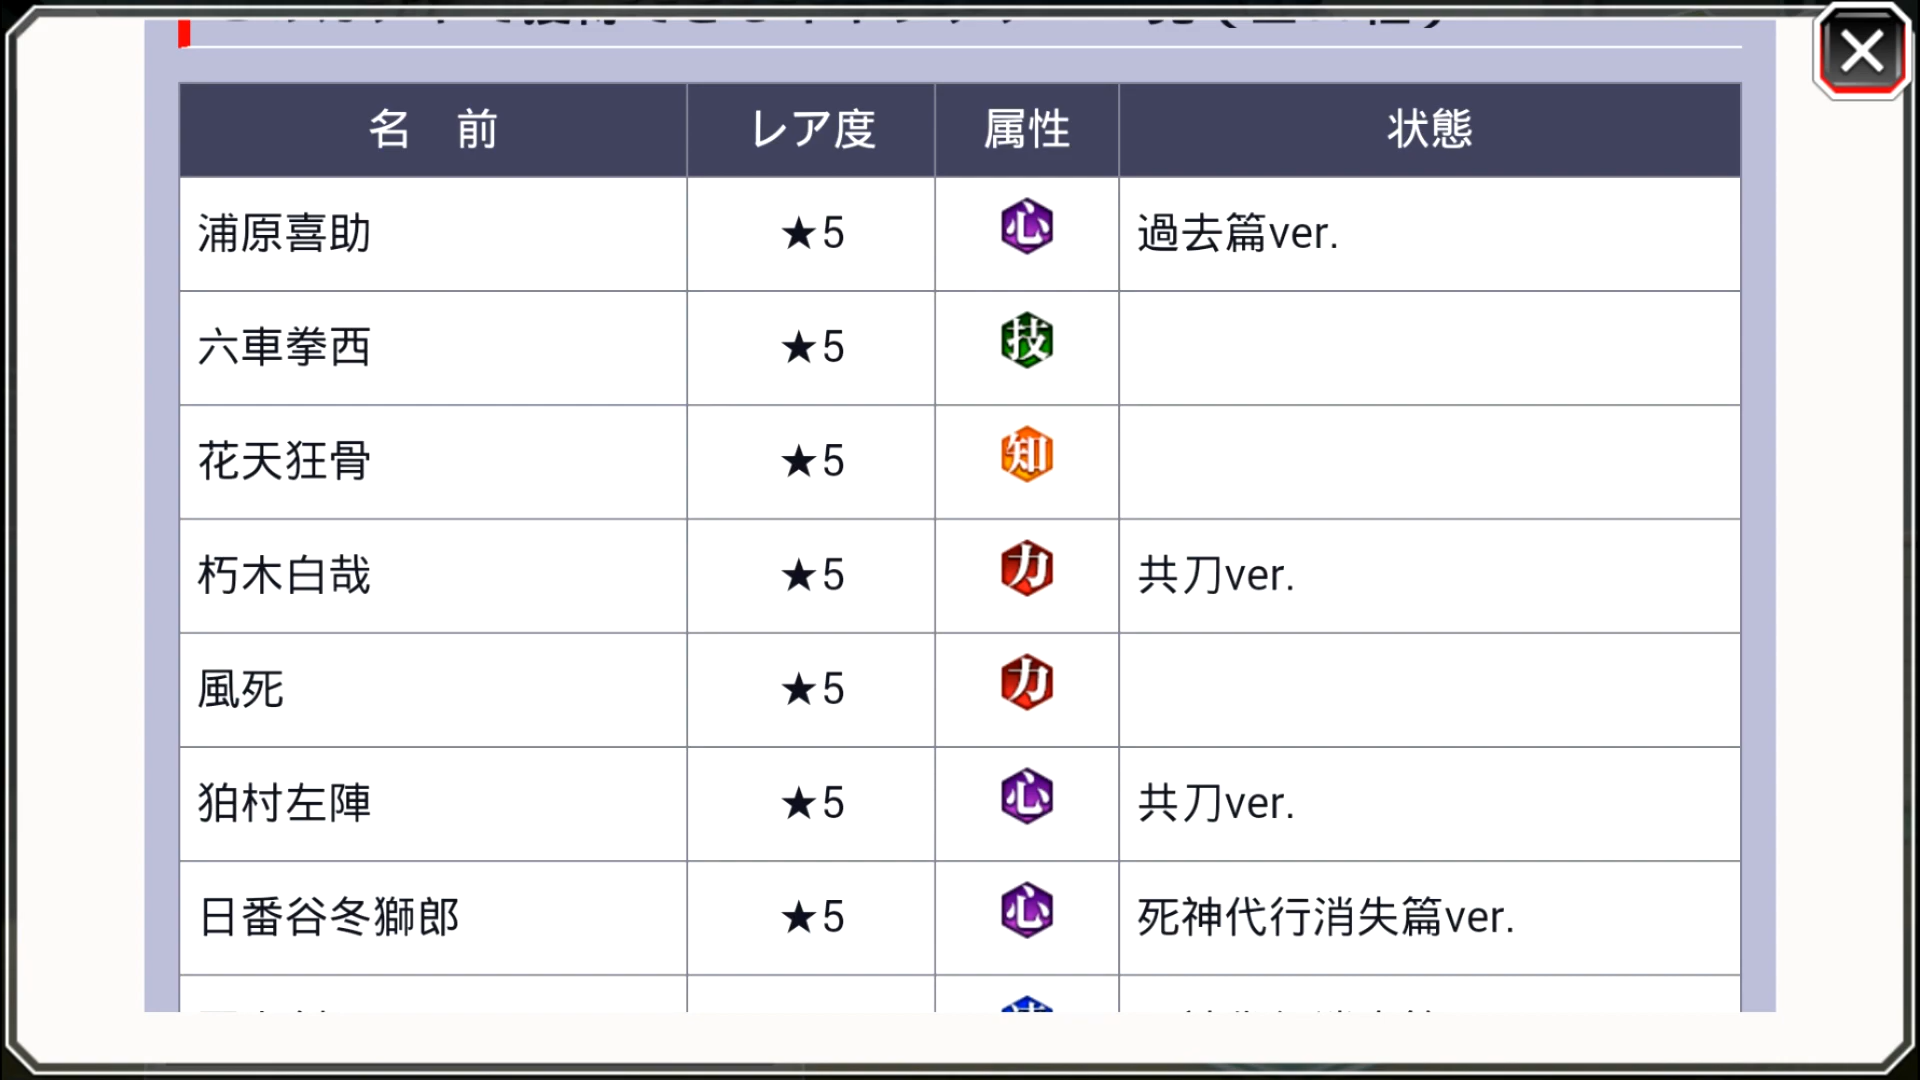 名　前 レア度 属性 状態
浦原喜助 ★5 心 過去篇ver.
六車拳西 ★5 技
花天狂骨 ★5 知
朽木白哉 ★5 力 共刀ver.
風死 ★5 力
狛村左陣 ★5 心 共刀ver.
日番谷冬獅郎 ★5 心 死神代行消失篇ver.